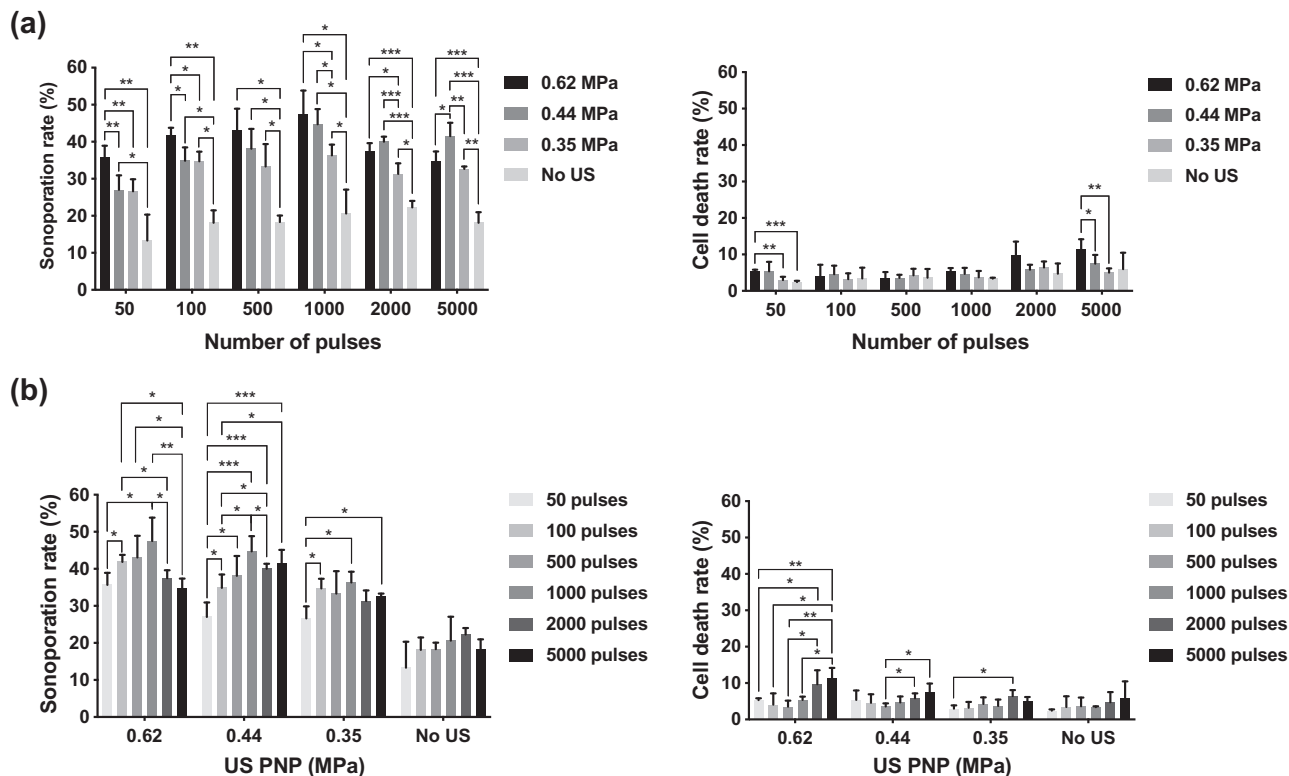 (a)
Sonoporation rate (%)
60
50
40
30
20
10
0
** ** ** *
** * * * *
* * *
* * * * *
*** * *** *** *
*** *** * ** **
50 100 500 1000 2000 5000
Number of pulses
0.62 MPa
0.44 MPa
0.35 MPa
No US
Cell death rate (%)
60
50
40
30
20
10
0
*** **
** *
50 100 500 1000 2000 5000
Number of pulses
0.62 MPa
0.44 MPa
0.35 MPa
No US
(b)
Sonoporation rate (%)
60
50
40
30
20
10
0
* * ** * * * *
*** * *** *** * * * * *
* * *
0.62 0.44 0.35 No US
US PNP (MPa)
50 pulses
100 pulses
500 pulses
1000 pulses
2000 pulses
5000 pulses
Cell death rate (%)
60
50
40
30
20
10
0
** * * ** * *
* *
*
0.62 0.44 0.35 No US
US PNP (MPa)
50 pulses
100 pulses
500 pulses
1000 pulses
2000 pulses
5000 pulses